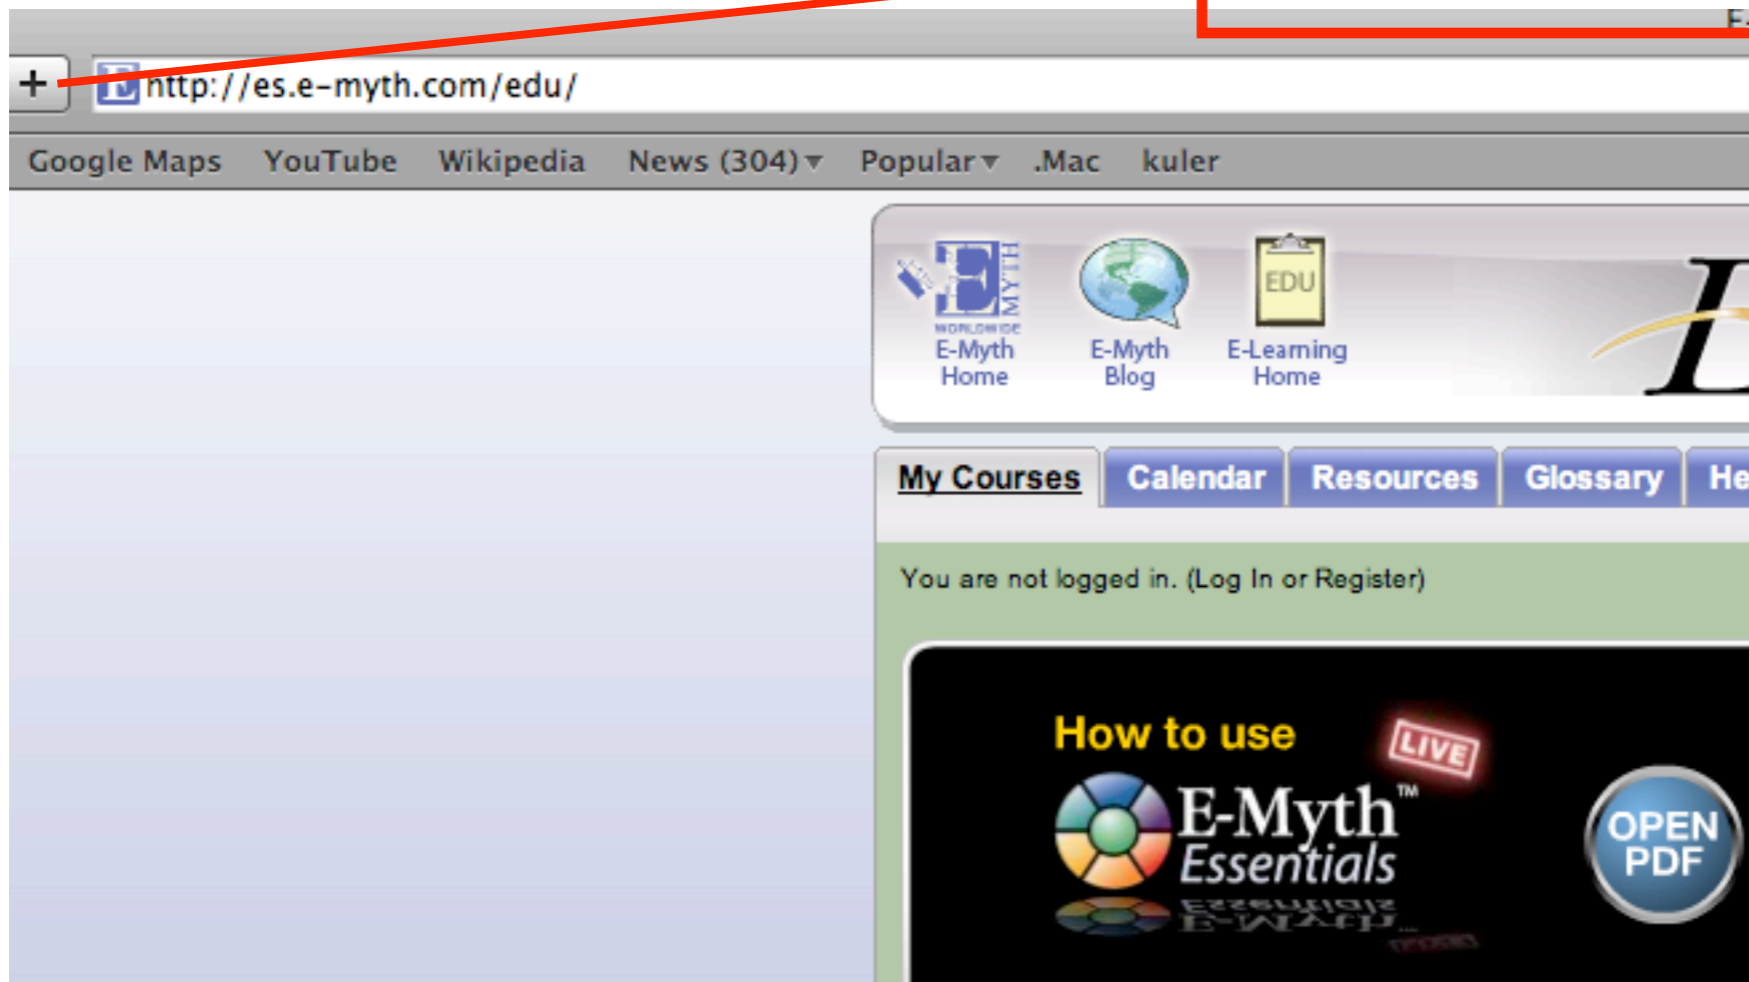 + http://es.e-myth.com/edu/
Google Maps YouTube Wikipedia News (304) Popular .Mac kuler
E MYTH
WORLDWIDE
E-Myth Home
E-Myth Blog
EDU
E-Learning Home
My Courses Calendar Resources Glossary He
You are not logged in. (Log In or Register)
How to use
LIVE
E-Myth™
Essentials
OPEN
PDF